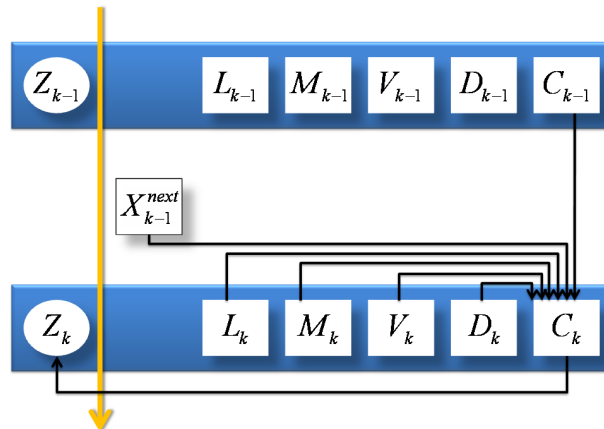 Z_{k-1} L_{k-1} M_{k-1} V_{k-1} D_{k-1} C_{k-1}
X_{k-1}^{next}
Z_k L_k M_k V_k D_k C_k